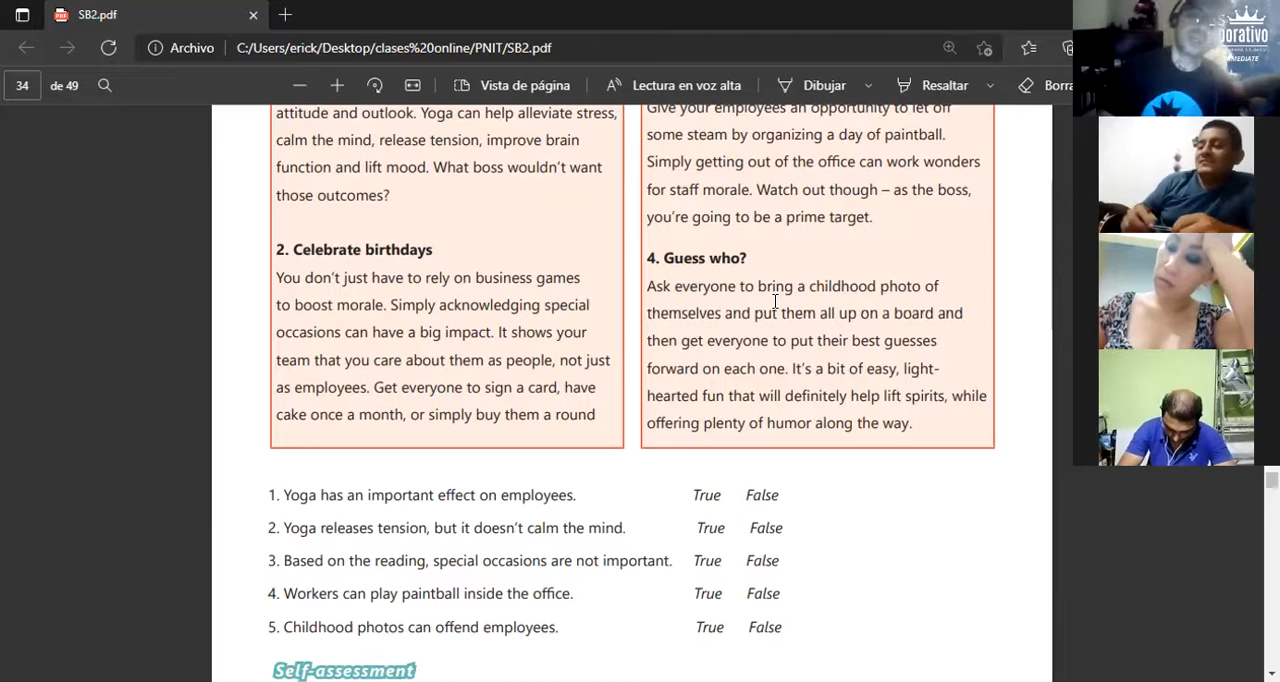 SB2.pdf
Archivo C:/Users/erick/Desktop/clases%20online/PNIT/SB2.pdf
34 de 49 Vista de página Lectura en voz alta Dibujar Resaltar Borra
attitude and outlook. Yoga can help alleviate stress,
calm the mind, release tension, improve brain
function and lift mood. What boss wouldn't want
those outcomes?
2. Celebrate birthdays
You don't just have to rely on business games
to boost morale. Simply acknowledging special
occasions can have a big impact. It shows your
team that you care about them as people, not just
as employees. Get everyone to sign a card, have
cake once a month, or simply buy them a round
Give your employees an opportunity to let off
some steam by organizing a day of paintball.
Simply getting out of the office can work wonders
for staff morale. Watch out though – as the boss,
you're going to be a prime target.
4. Guess who?
Ask everyone to bring a childhood photo of
themselves and put them all up on a board and
then get everyone to put their best guesses
forward on each one. It's a bit of easy, light-
hearted fun that will definitely help lift spirits, while
offering plenty of humor along the way.
1. Yoga has an important effect on employees. True False
2. Yoga releases tension, but it doesn't calm the mind. True False
3. Based on the reading, special occasions are not important. True False
4. Workers can play paintball inside the office. True False
5. Childhood photos can offend employees. True False
Self-assessment